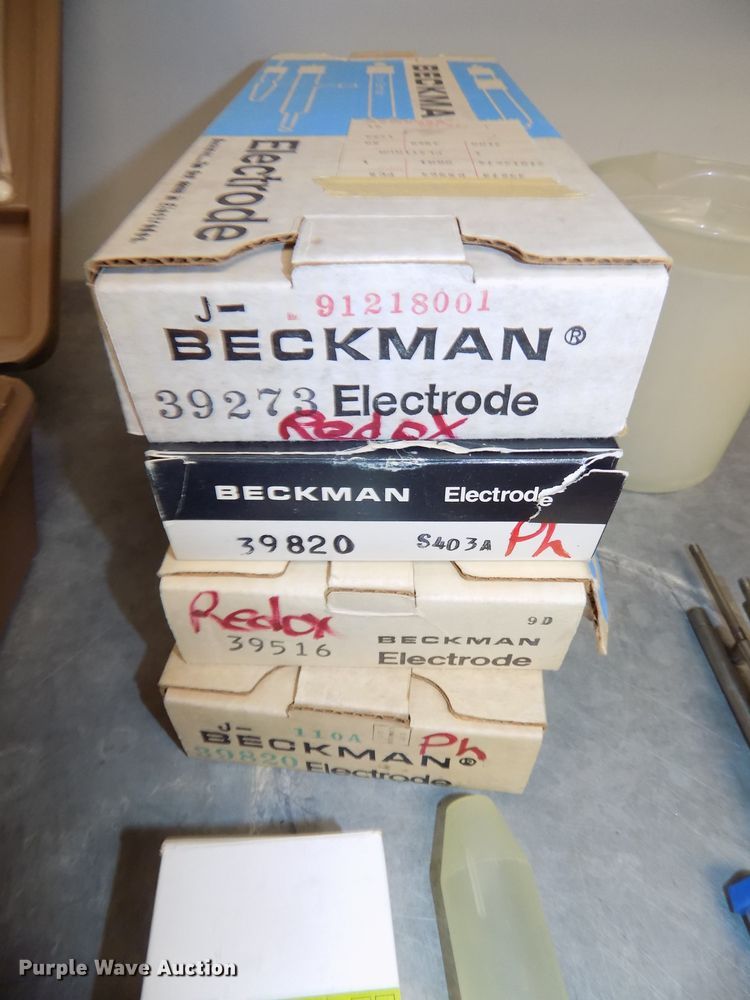 BECKMA
Electrode
J- 91218001
BECKMAN®
39273 Electrode
Redox
BECKMAN Electrode
39820 S403A Ph
Redox 9D
39516 BECKMAN
Electrode
J- 110A Ph
BECKMAN®
39820 Electrode
Purple Wave Auction